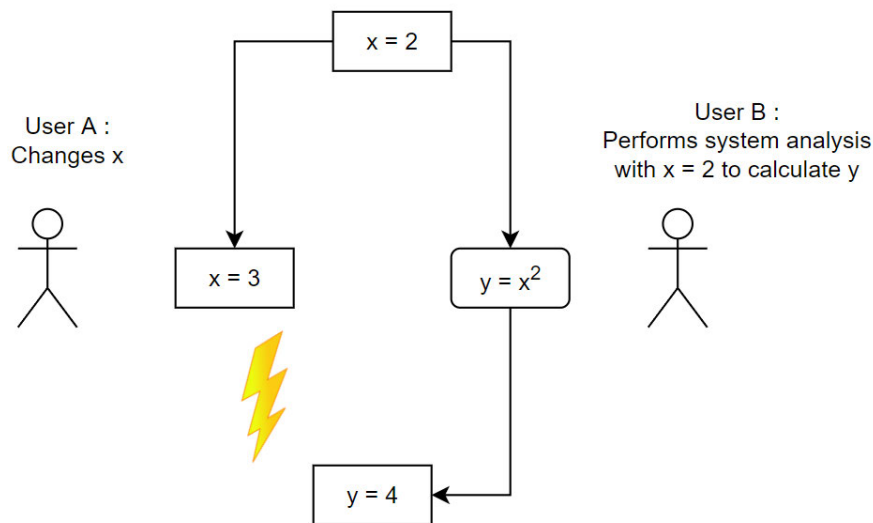 x = 2
User A :
Changes x
User B :
Performs system analysis
with x = 2 to calculate y
x = 3
y = x²
y = 4